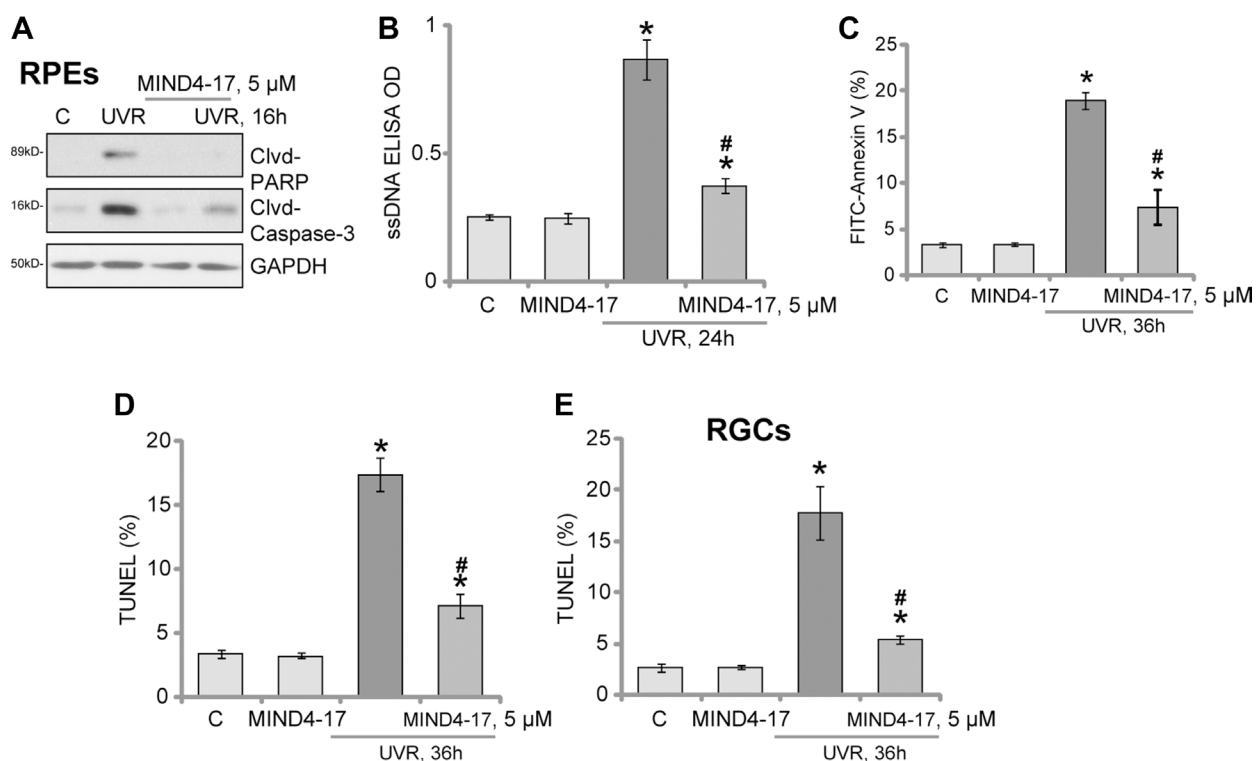 A
RPEs
MIND4-17, 5 µM
C UVR UVR, 16h
89kD-
Clvd-
PARP
16kD-
Clvd-
Caspase-3
50kD-
GAPDH
B
ssDNA ELISA OD
1
0.5
0
*
#
*
C MIND4-17 MIND4-17, 5 µM
UVR, 24h
C
FITC-Annexin V (%)
25
20
15
10
5
0
*
#
*
C MIND4-17 MIND4-17, 5 µM
UVR, 36h
D
TUNEL (%)
20
15
10
5
0
*
#
*
C MIND4-17 MIND4-17, 5 µM
UVR, 36h
E
RGCs
TUNEL (%)
25
20
15
10
5
0
*
#
*
C MIND4-17 MIND4-17, 5 µM
UVR, 36h